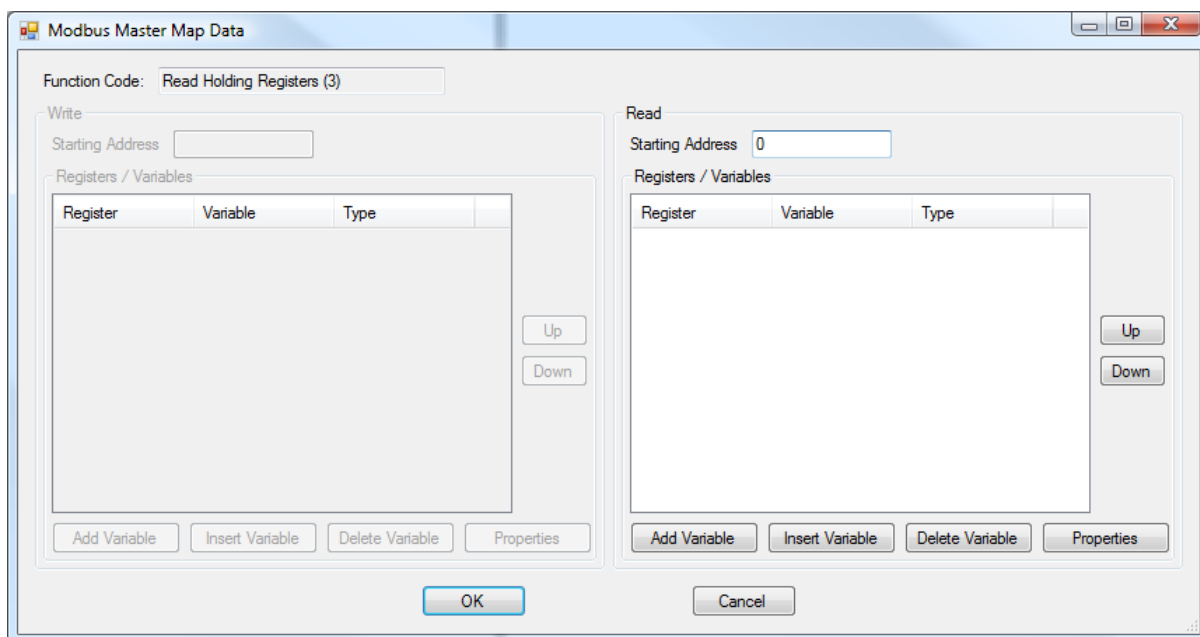 Modbus Master Map Data
Function Code: Read Holding Registers (3)
Write
Starting Address
Registers / Variables
Register Variable Type
Up
Down
Add Variable Insert Variable Delete Variable Properties
Read
Starting Address 0
Registers / Variables
Register Variable Type
Up
Down
Add Variable Insert Variable Delete Variable Properties
OK Cancel